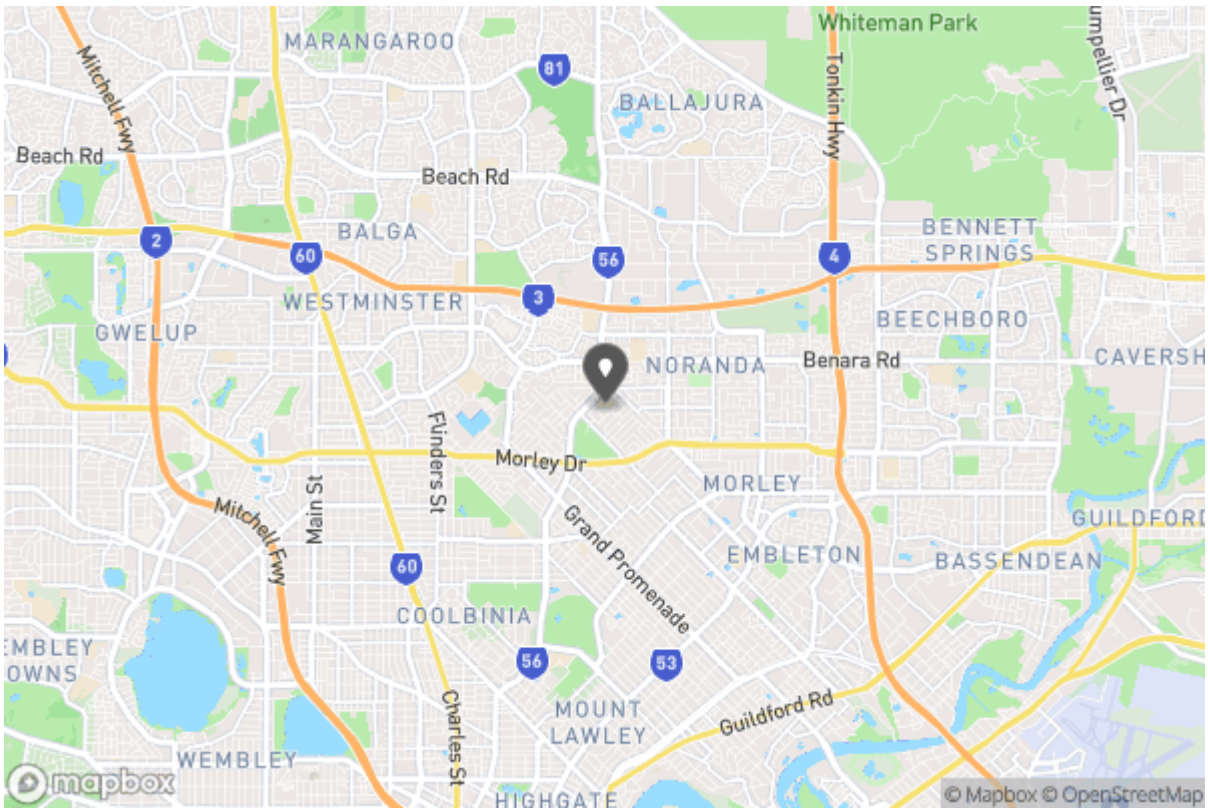 Whiteman Park
MARANGAROO
81
BALLAJURA
Mitchell Fwy
Tonkin Hwy
umpellier Dr
Beach Rd
Beach Rd
BALGA
2
60
56
4
BENNETT
SPRINGS
3
WESTMINSTER
GWELUP
BEECHBORO
NORANDA
Benara Rd
CAVERSH
Flinders St
Morley Dr
MORLEY
Main St
Mitchell Fwy
Grand Promenade
GUILDFORD
EMBLETON
BASSENDEAN
60
COOLBINIA
EMBLEY
OWNS
56
53
Charles St
MOUNT
LAWLEY
Guildford Rd
WEMBLEY
HIGHGATE
mapbox
© Mapbox © OpenStreetMap